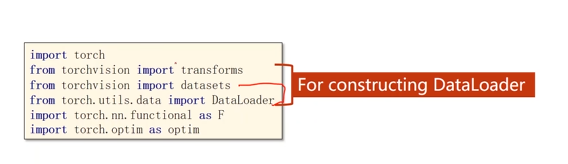 import torch
from torchvision import transforms
from torchvision import datasets
from torch.utils.data import DataLoader
import torch.nn.functional as F
import torch.optim as optim
For constructing DataLoader